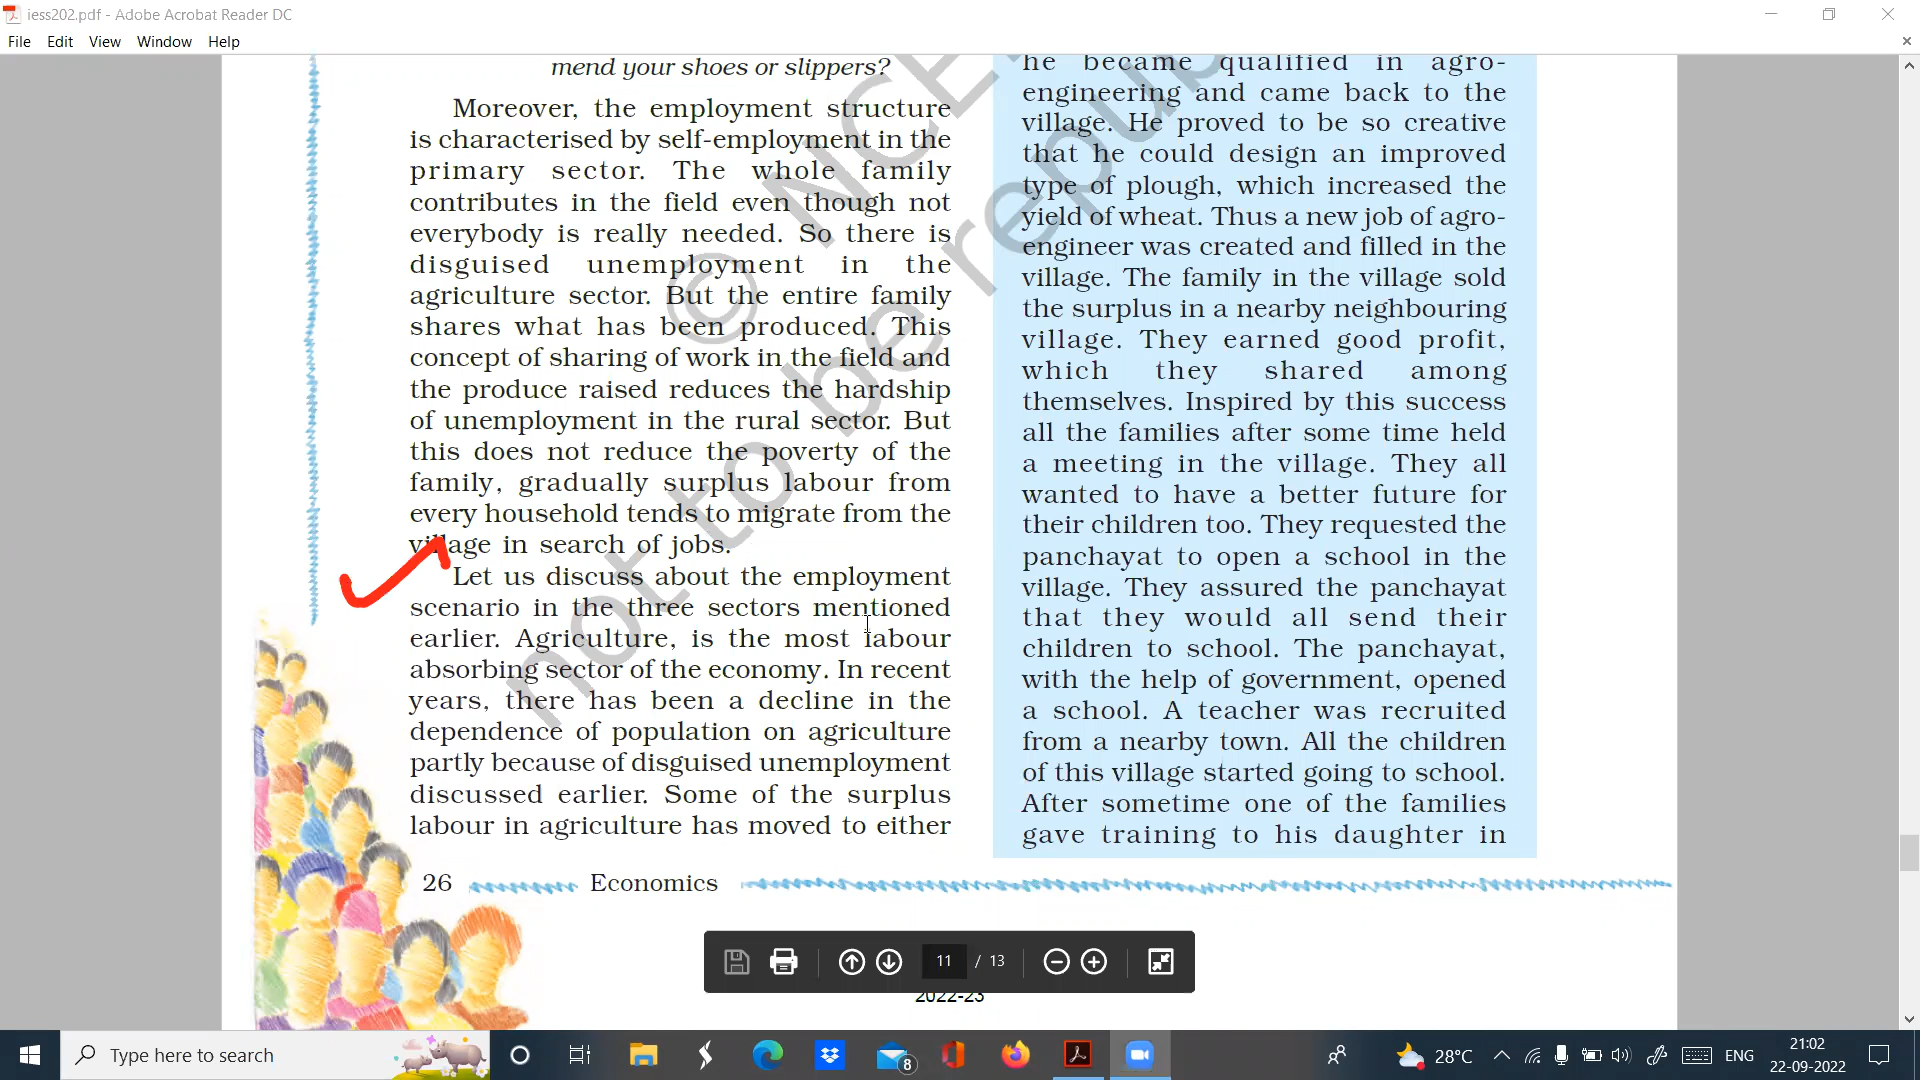 iess202.pdf - Adobe Acrobat Reader DC
File Edit View Window Help
mend your shoes or slippers?
Moreover, the employment structure
is characterised by self-employment in the
primary sector. The whole family
contributes in the field even though not
everybody is really needed. So there is
disguised unemployment in the
agriculture sector. But the entire family
shares what has been produced. This
concept of sharing of work in the field and
the produce raised reduces the hardship
of unemployment in the rural sector. But
this does not reduce the poverty of the
family, gradually surplus labour from
every household tends to migrate from the
village in search of jobs.
Let us discuss about the employment
scenario in the three sectors mentioned
earlier. Agriculture, is the most labour
absorbing sector of the economy. In recent
years, there has been a decline in the
dependence of population on agriculture
partly because of disguised unemployment
discussed earlier. Some of the surplus
labour in agriculture has moved to either
he became qualified in agro-
engineering and came back to the
village. He proved to be so creative
that he could design an improved
type of plough, which increased the
yield of wheat. Thus a new job of agro-
engineer was created and filled in the
village. The family in the village sold
the surplus in a nearby neighbouring
village. They earned good profit,
which they shared among
themselves. Inspired by this success
all the families after some time held
a meeting in the village. They all
wanted to have a better future for
their children too. They requested the
panchayat to open a school in the
village. They assured the panchayat
that they would all send their
children to school. The panchayat,
with the help of government, opened
a school. A teacher was recruited
from a nearby town. All the children
of this village started going to school.
After sometime one of the families
gave training to his daughter in
© NCE
not to be repub
26 Economics
11 / 13
2022-23
Type here to search
8
28°C
ENG
21:02
22-09-2022